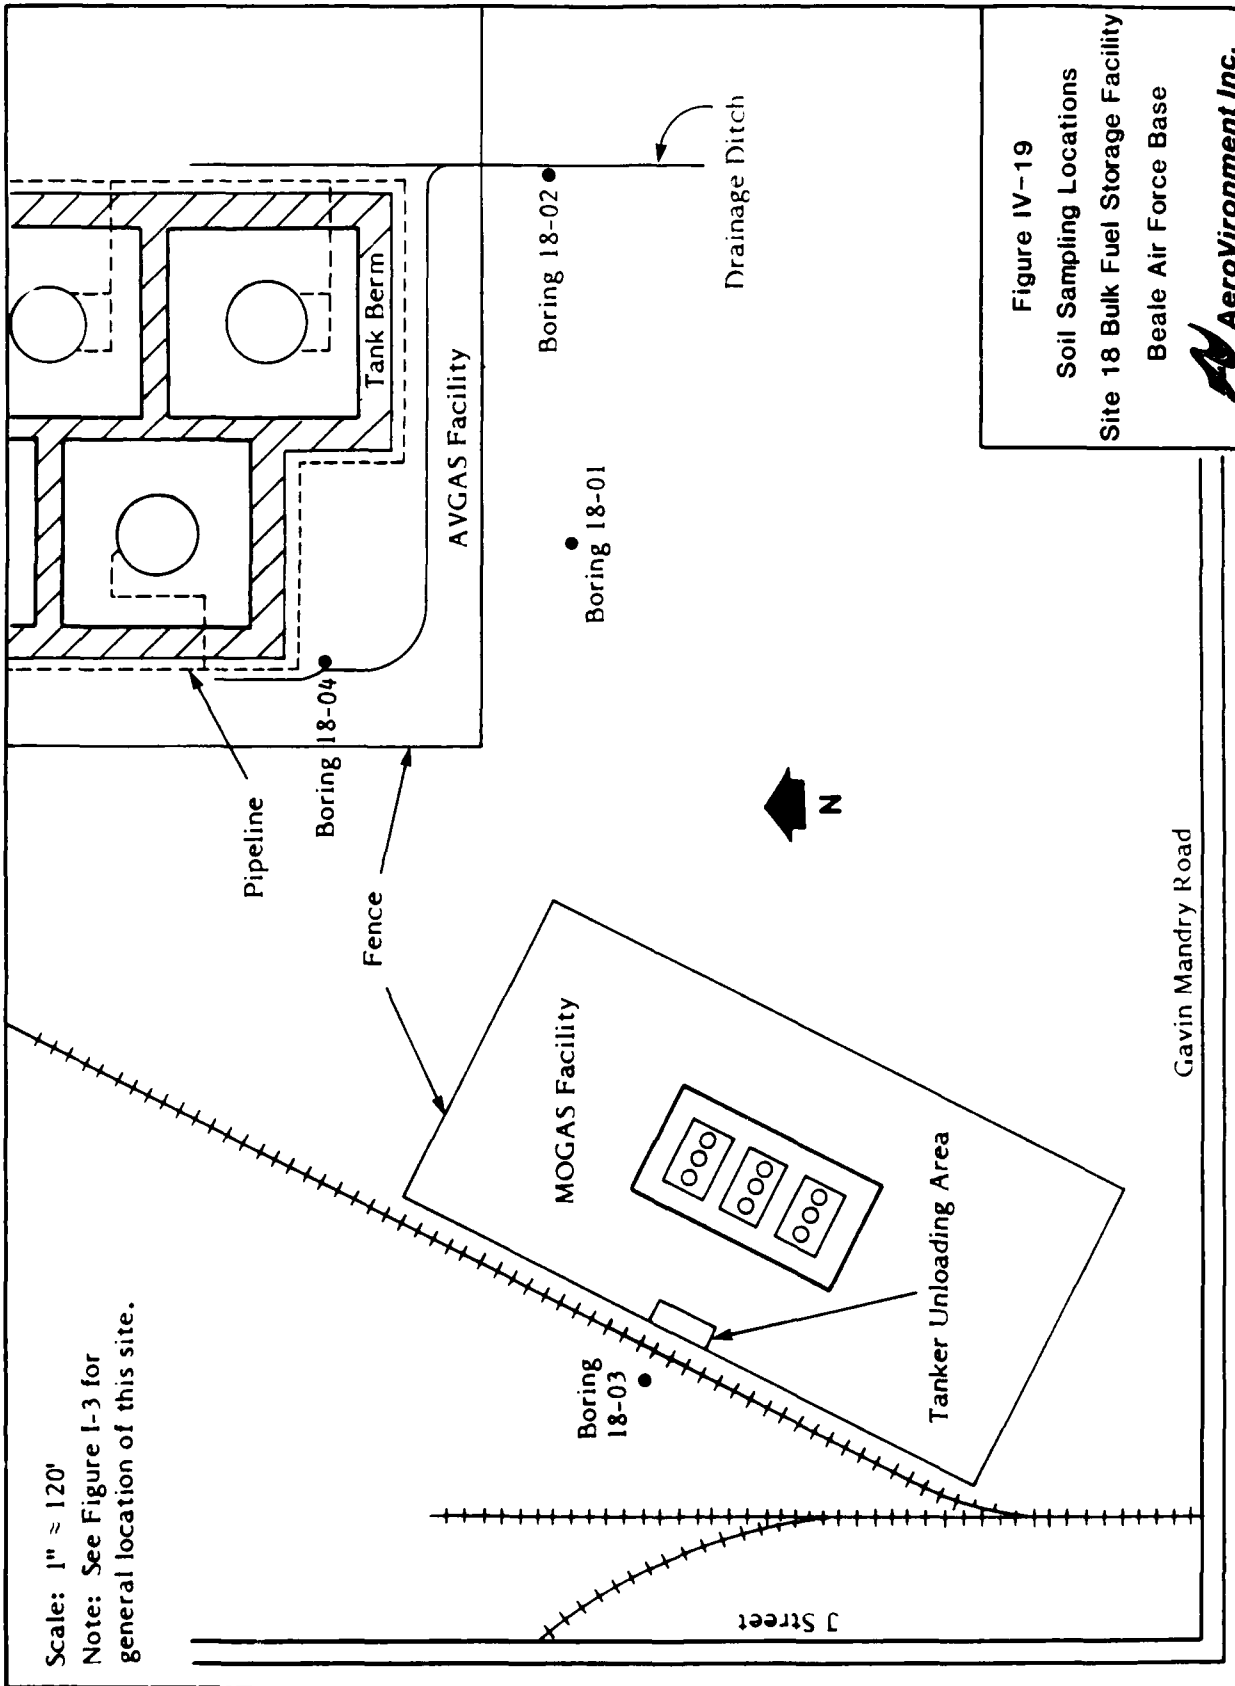 Scale: 1" ≈ 120'
Note: See Figure I-3 for
general location of this site.
Pipeline
Boring 18-04
Fence
Tank Berm
AVGAS Facility
Boring 18-02
Boring 18-01
Drainage Ditch
N
MOGAS Facility
Boring
18-03
Tanker Unloading Area
J Street
Gavin Mandry Road
Figure IV-19
Soil Sampling Locations
Site 18 Bulk Fuel Storage Facility
Beale Air Force Base
AeroVironment Inc.